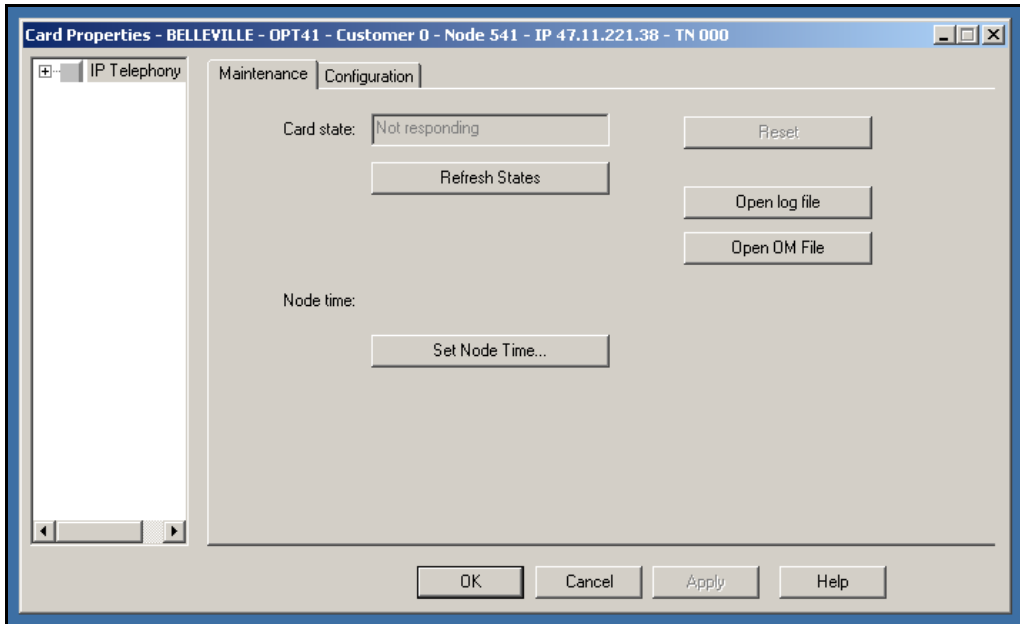 Card Properties - BELLEVILLE - OPT41 - Customer 0 - Node 541 - IP 47.11.221.38 - TN 000
IP Telephony
Maintenance
Configuration
Card state:
Not responding
Reset
Refresh States
Open log file
Open OM File
Node time:
Set Node Time...
OK
Cancel
Apply
Help